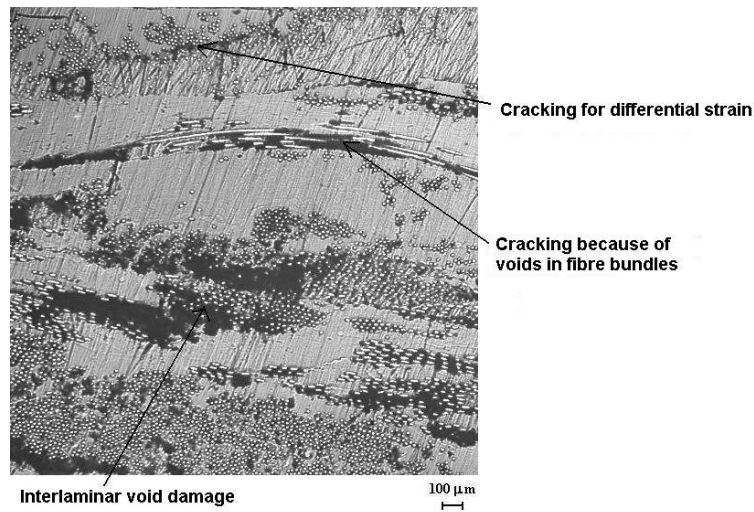 Cracking for differential strain
Cracking because of
voids in fibre bundles
Interlaminar void damage
100 μm